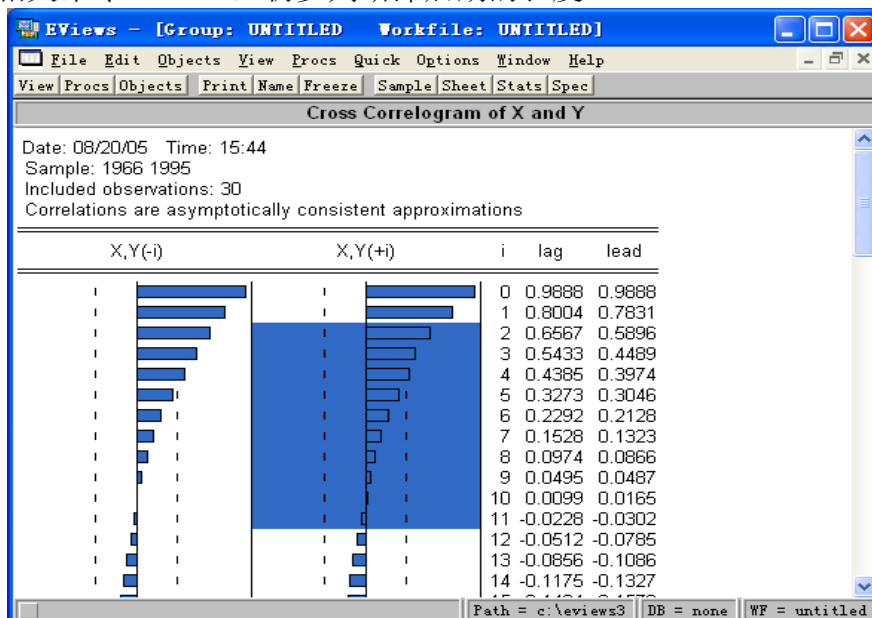 EViews - [Group: UNTITLED Workfile: UNTITLED]
File Edit Objects View Procs Quick Options Window Help
View Procs Objects Print Name Freeze Sample Sheet Stats Spec
Cross Correlogram of X and Y
Date: 08/20/05 Time: 15:44
Sample: 1966 1995
Included observations: 30
Correlations are asymptotically consistent approximations
X,Y(-i) X,Y(+i) i lag lead
0 0.9888 0.9888
1 0.8004 0.7831
2 0.6567 0.5896
3 0.5433 0.4489
4 0.4385 0.3974
5 0.3273 0.3046
6 0.2292 0.2128
7 0.1528 0.1323
8 0.0974 0.0866
9 0.0495 0.0487
10 0.0099 0.0165
11 -0.0228 -0.0302
12 -0.0512 -0.0785
13 -0.0856 -0.1086
14 -0.1175 -0.1327
Path = c:\eviews3 DB = none WF = untitled